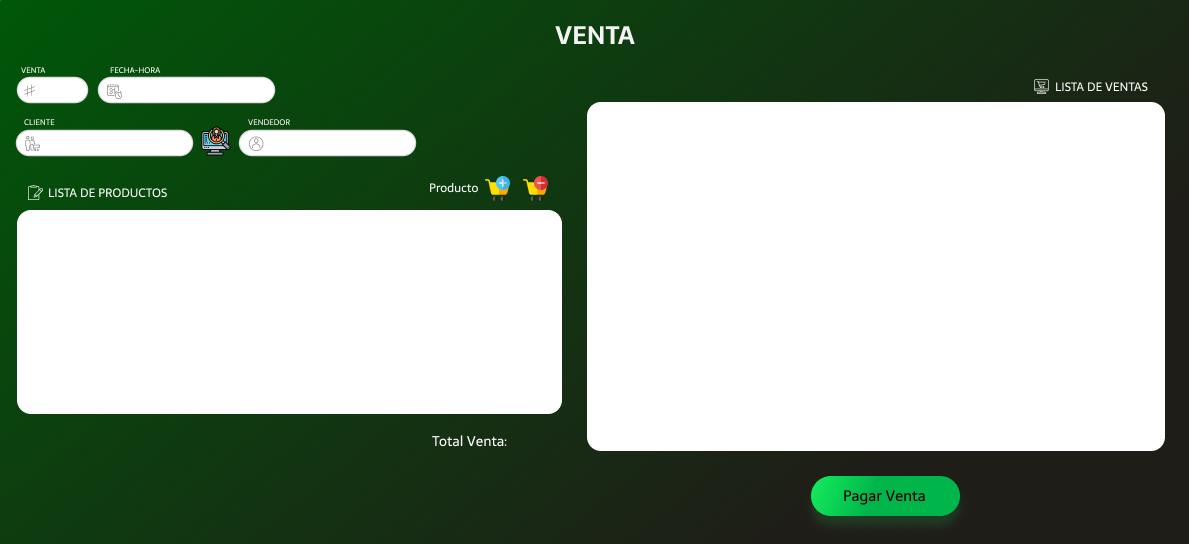 VENTA
VENTA
FECHA-HORA
CLIENTE
VENDEDOR
LISTA DE PRODUCTOS
Producto
Total Venta:
LISTA DE VENTAS
Pagar Venta